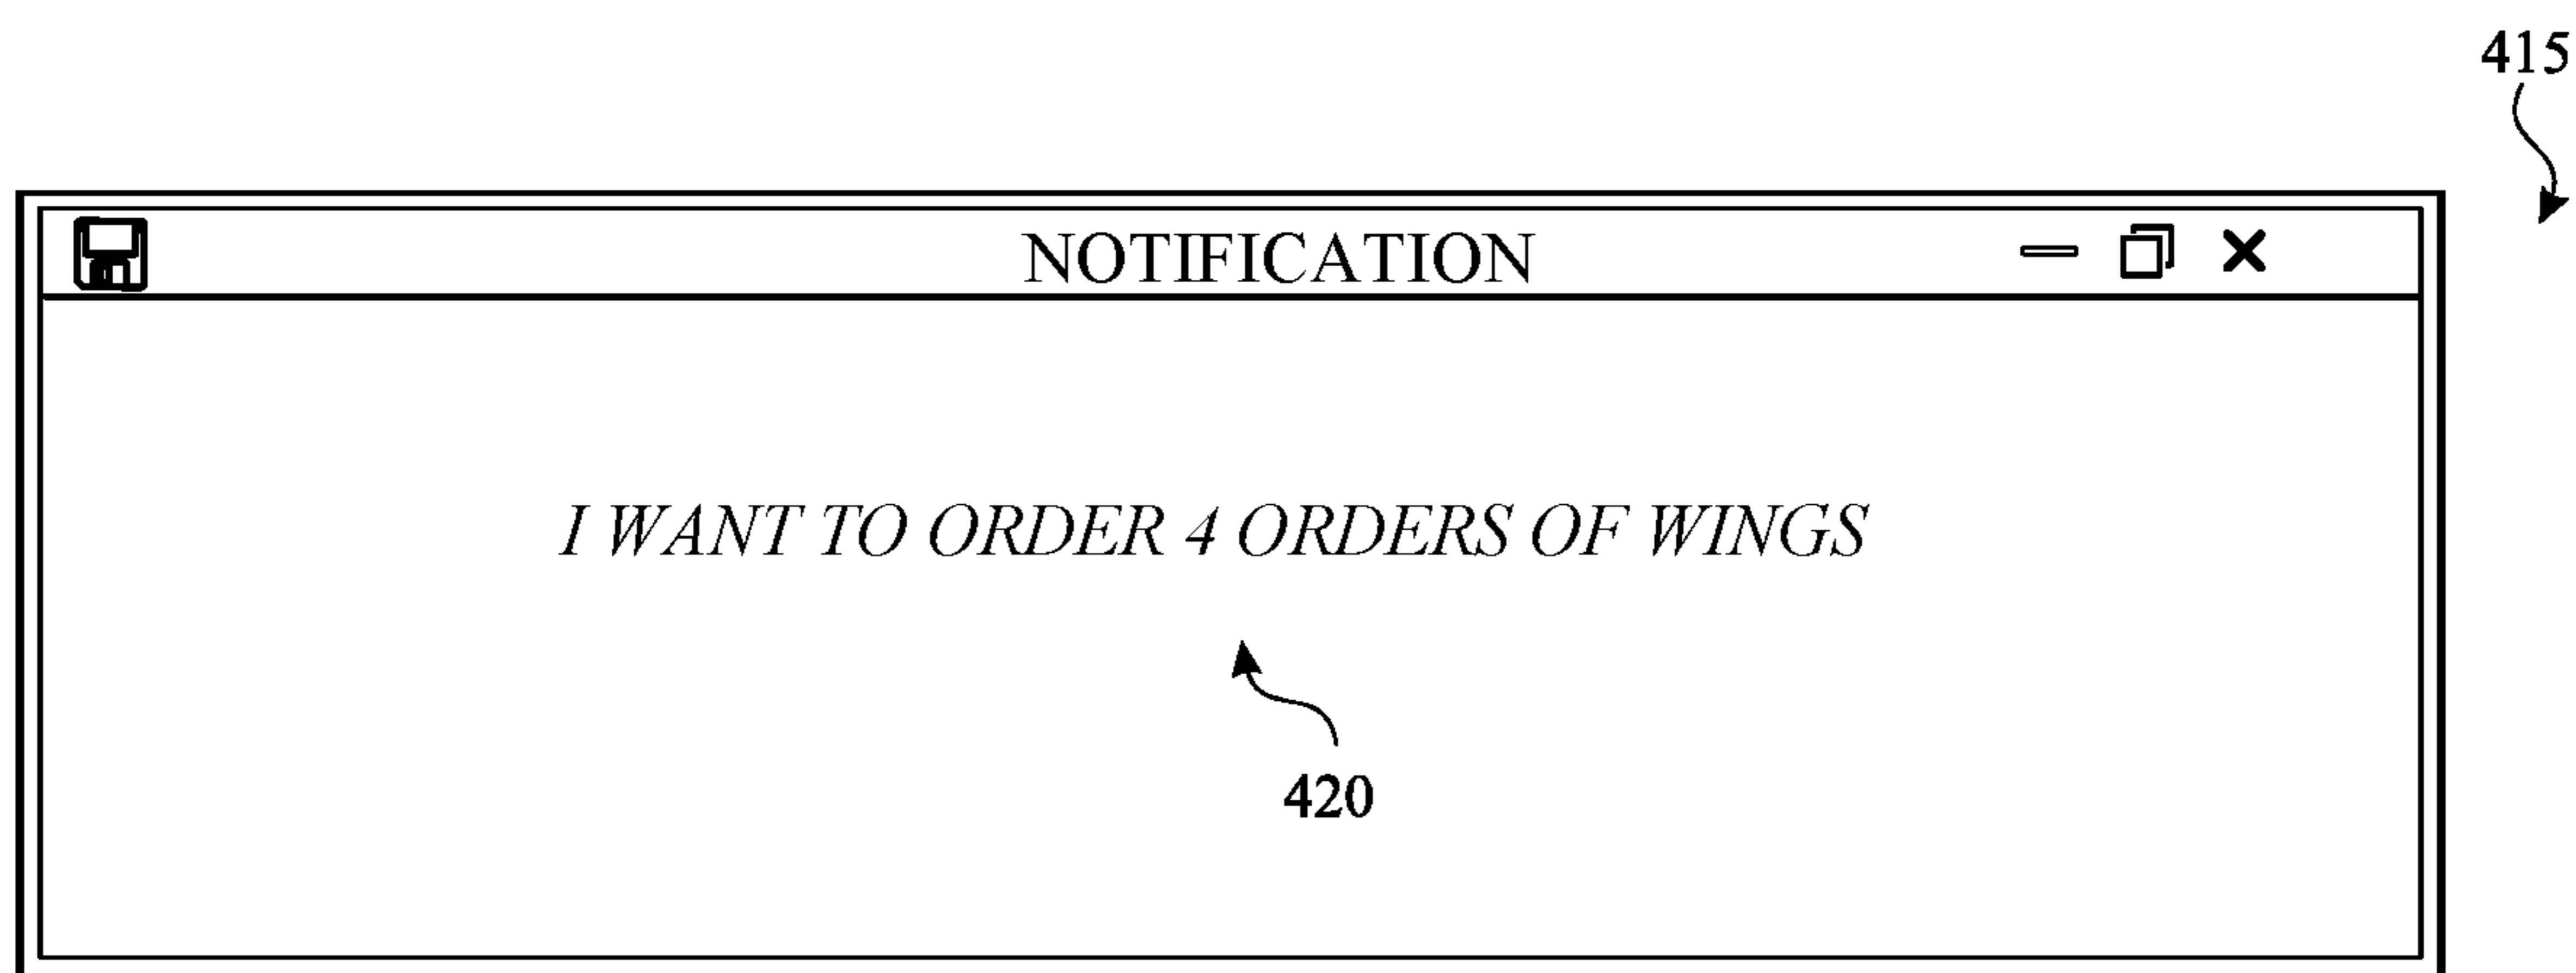 415
NOTIFICATION
I WANT TO ORDER 4 ORDERS OF WINGS
420